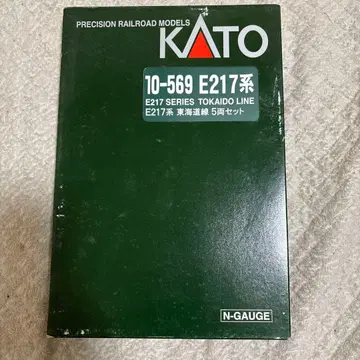 PRECISION RAILROAD MODELS
KATO
10-569 E217系
E217 SERIES TOKAIDO LINE
E217系 東海道線 5両セット
N-GAUGE